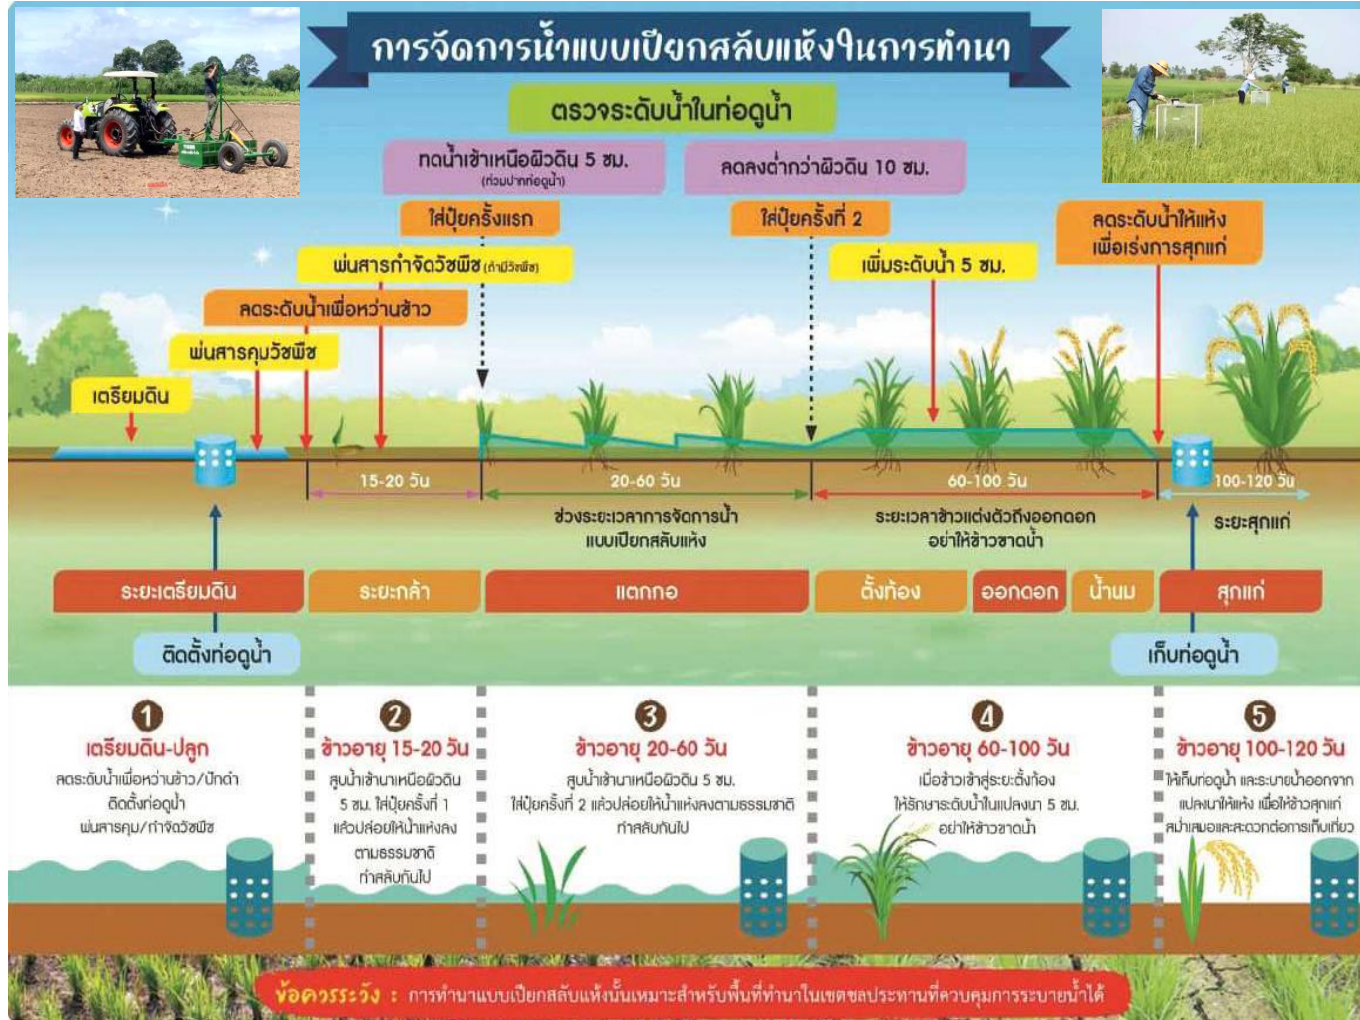 การจัดการน้ำแบบเปียกสลับแห้งในการทำนา
ตรวจระดับน้ำในท่อดูน้ำ
ทดน้ำเข้าเหนือผิวดิน 5 ซม.
(ท่วมปากท่อดูน้ำ)
ลดลงต่ำกว่าผิวดิน 10 ซม.
ใส่ปุ๋ยครั้งแรก
ใส่ปุ๋ยครั้งที่ 2
ลดระดับน้ำให้แห้ง
เพื่อเร่งการสุกแก่
พ่นสารกำจัดวัชพืช (ถ้ามีวัชพืช)
เพิ่มระดับน้ำ 5 ซม.
ลดระดับน้ำเพื่อหว่านข้าว
พ่นสารคุมวัชพืช
เตรียมดิน
15-20 วัน
20-60 วัน
60-100 วัน
100-120 วัน
ช่วงระยะเวลาการจัดการน้ำ
แบบเปียกสลับแห้ง
ระยะเวลาข้าวแต่งตัวถึงออกดอก
อย่าให้ข้าวขาดน้ำ
ระยะสุกแก่
ระยะเตรียมดิน
ระยะกล้า
แตกกอ
ตั้งท้อง
ออกดอก
น้ำนม
สุกแก่
ติดตั้งท่อดูน้ำ
เก็บท่อดูน้ำ
1
เตรียมดิน-ปลูก
ลดระดับน้ำเพื่อหว่านข้าว/ปักดำ
ติดตั้งท่อดูน้ำ
พ่นสารคุม/กำจัดวัชพืช
2
ข้าวอายุ 15-20 วัน
สูบน้ำเข้านาเหนือผิวดิน
5 ซม. ใส่ปุ๋ยครั้งที่ 1
แล้วปล่อยให้น้ำแห้งลง
ตามธรรมชาติ
ทำสลับกันไป
3
ข้าวอายุ 20-60 วัน
สูบน้ำเข้านาเหนือผิวดิน 5 ซม.
ใส่ปุ๋ยครั้งที่ 2 แล้วปล่อยให้น้ำแห้งลงตามธรรมชาติ
ทำสลับกันไป
4
ข้าวอายุ 60-100 วัน
เมื่อข้าวเข้าสู่ระยะตั้งท้อง
ให้รักษาระดับน้ำในแปลงนา 5 ซม.
อย่าให้ข้าวขาดน้ำ
5
ข้าวอายุ 100-120 วัน
ให้เก็บท่อดูน้ำ และระบายน้ำออกจาก
แปลงนาให้แห้ง เพื่อให้ข้าวสุกแก่
สม่ำเสมอและสะดวกต่อการเก็บเกี่ยว
ข้อควรระวัง : การทำนาแบบเปียกสลับแห้งนั้นเหมาะสำหรับพื้นที่ทำนาในเขตชลประทานที่ควบคุมการระบายน้ำได้